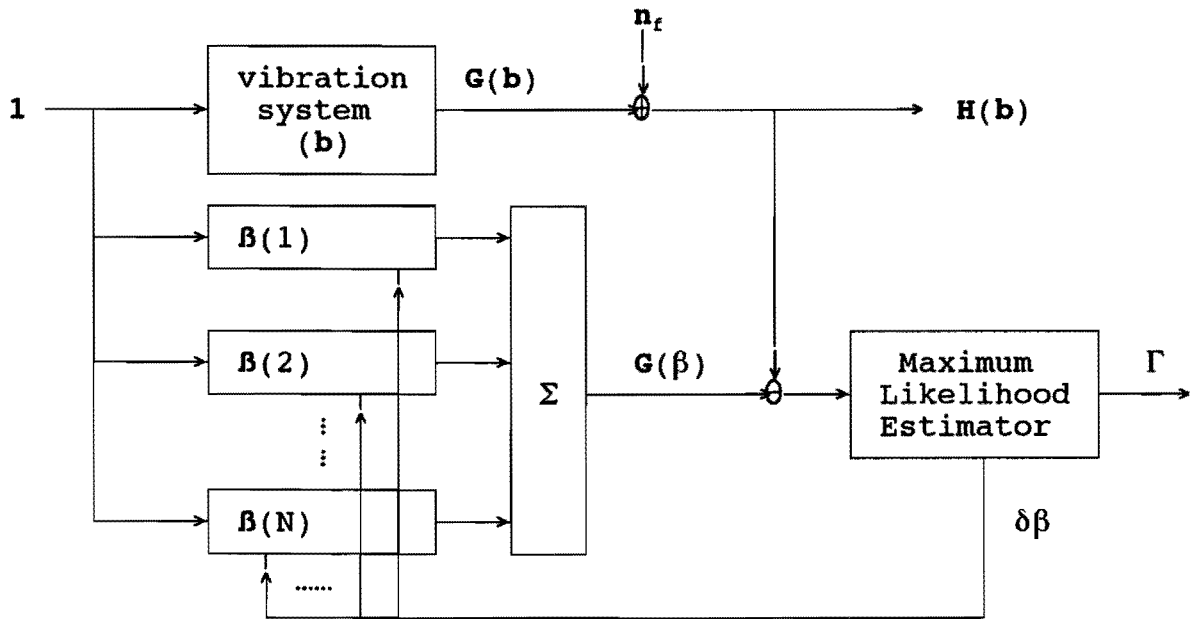 n_f
vibration
system
(b)
G(b)
1
H(b)
ß(1)
ß(2)
G(β)
Σ
Maximum
Likelihood
Estimator
Γ
ß(N)
δβ